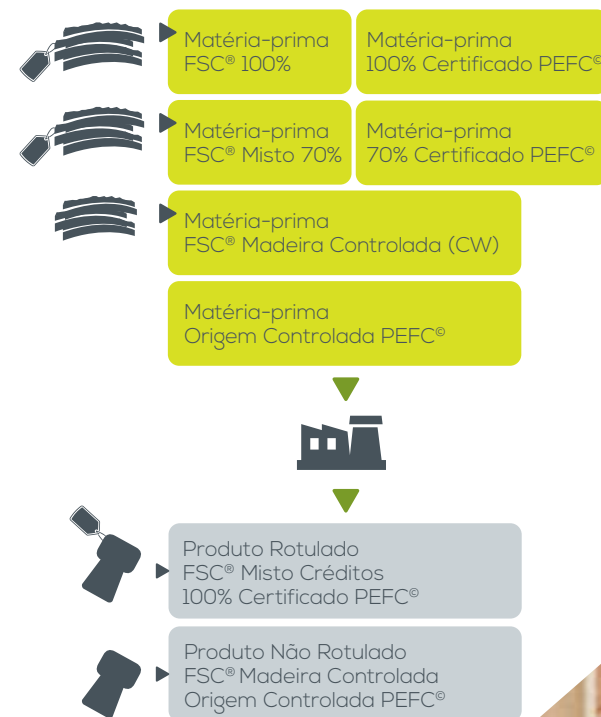 Matéria-prima
FSC® 100%
Matéria-prima
100% Certificado PEFC©
Matéria-prima
FSC® Misto 70%
Matéria-prima
70% Certificado PEFC©
Matéria-prima
FSC® Madeira Controlada (CW)
Matéria-prima
Origem Controlada PEFC©
Produto Rotulado
FSC® Misto Créditos
100% Certificado PEFC©
Produto Não Rotulado
FSC® Madeira Controlada
Origem Controlada PEFC©